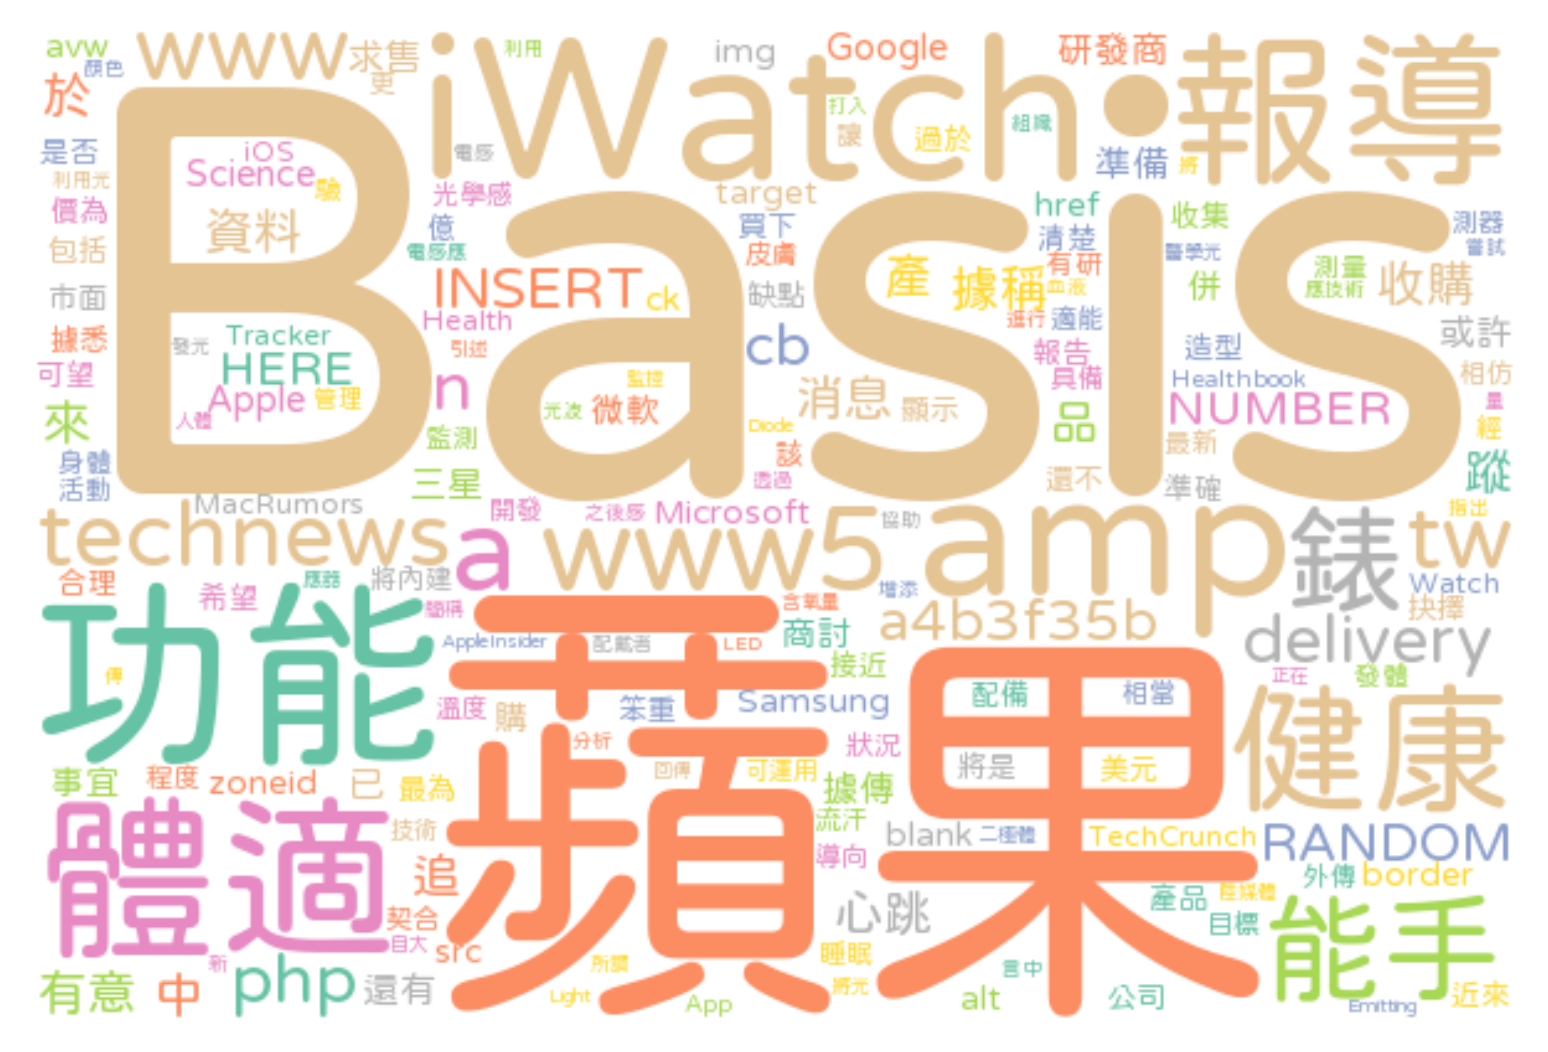 avw
顏色
www
求售
更
iWatch
利用
img
Google
研發商
報導
於
打入
讓
過於
組織
準備
將
是否
iOS
Science
驗
電感
利用光
價為
光學感
target
href
收集
測器
嘗試
資料
億
買下
清楚
包括
電感應
皮膚
有研
醫學光
Basis
市面
INSERT
ck
缺點
產
據稱
血液
併
測量
應技術
收購
據悉
Tracker
Health
cb
進行
適能
或許
發光
HERE
引述
報告
造型
可望
Apple
管理
n
監控
消息
顯示
具備
Healthbook
相仿
人體
光波
微軟
NUMBER
量
來
監測
Diode
品
最新
經
該
身體
活動
三星
透過
還不
準確
蹤
MacRumors
開發
之後感
Microsoft
協助
指出
technews
a
www5
amp
錶
tw
合理
應器
將內建
增添
Watch
希望
簡稱
含氧量
a4b3f35b
抉擇
功能
AppleInsider
配戴者
LED
商討
delivery
傳
接近
正在
發體
溫度
購
笨重
Samsung
配備
相當
蘋果
健康
分析
狀況
事宜
程度
zoneid
已
最為
回傳
可運用
據傳
將是
美元
體適
技術
流汗
blank
二極體
TechCrunch
RANDOM
追
導向
外傳
border
契合
心跳
產品
目標
能手
自大
src
睡眠
新
有意
中
php
還有
所謂
將光
言中
Light
App
alt
公司
Emitting
近來